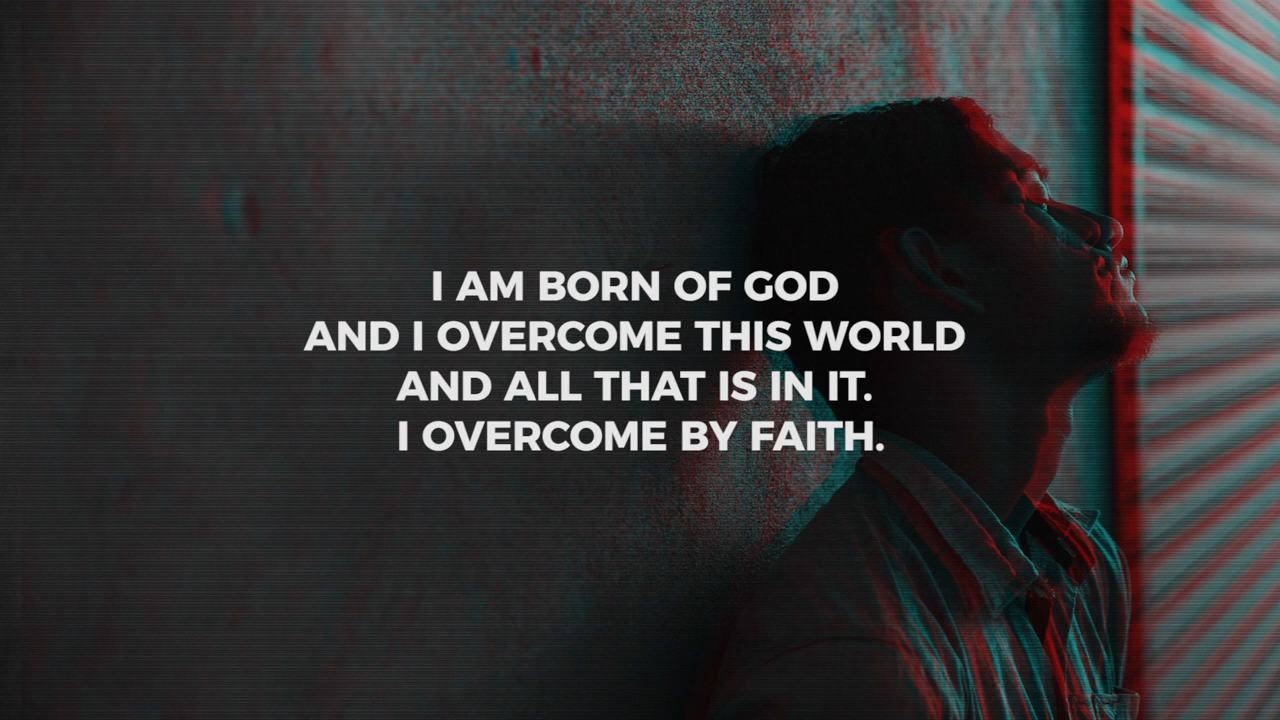 I AM BORN OF GOD
AND I OVERCOME THIS WORLD
AND ALL THAT IS IN IT.
I OVERCOME BY FAITH.